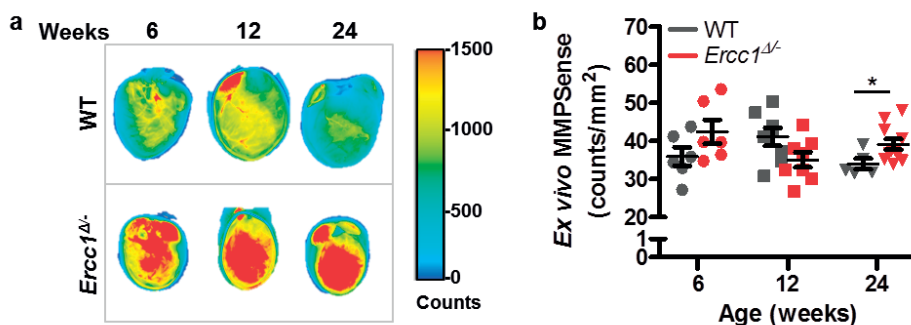 a
Weeks 6 12 24
WT
Ercc1Δ/-
1500
1000
500
0
Counts
b
WT
Ercc1Δ/-
Ex vivo MMPSense
(counts/mm²)
70
60
50
40
30
20
1
0
*
6 12 24
Age (weeks)